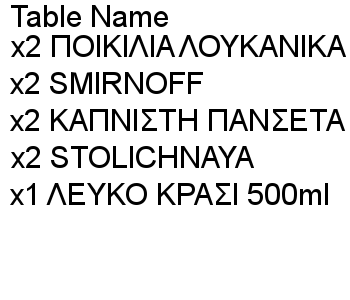 Table Name
x2 ΠΟΙΚΙΛΙΑ ΛΟΥΚΑΝΙΚΑ
x2 SMIRNOFF
x2 ΚΑΠΝΙΣΤΗ ΠΑΝΣΕΤΑ
x2 STOLICHNAYA
x1 ΛΕΥΚΟ ΚΡΑΣΙ 500ml